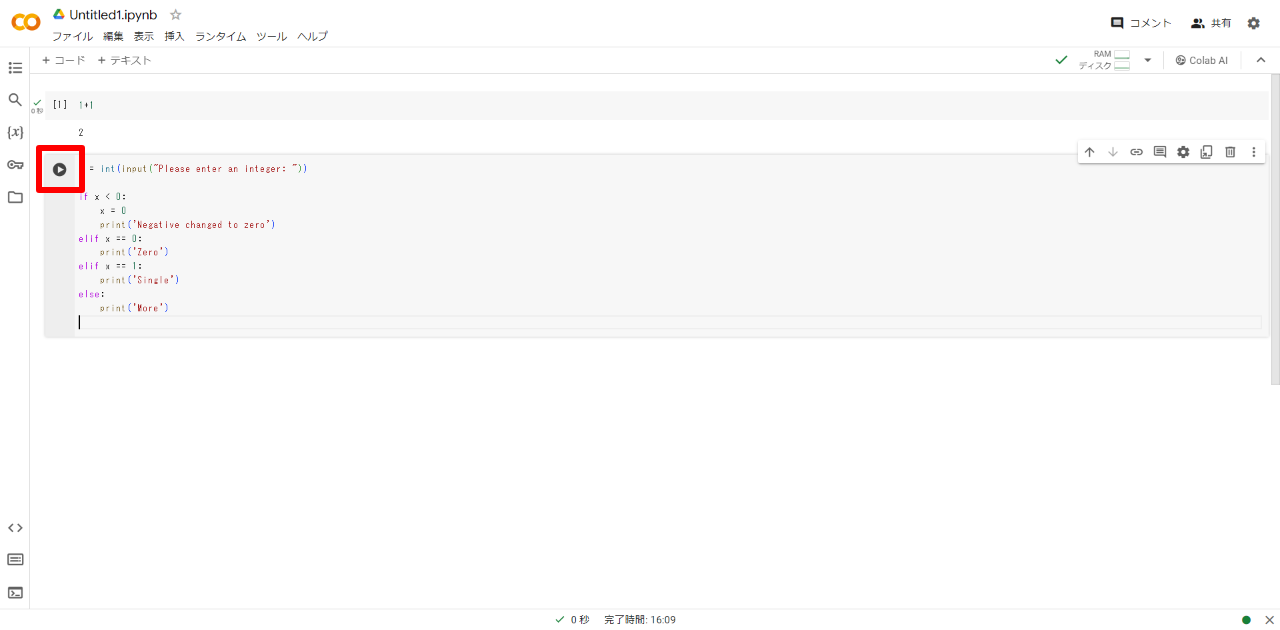 Untitled1.ipynb
ファイル 編集 表示 挿入 ランタイム ツール ヘルプ
コメント 共有
+ コード + テキスト
RAM
ディスク
Colab AI
[1] 1+1
0 秒
2
= int(input("Please enter an integer: "))
if x < 0:
    x = 0
    print('Negative changed to zero')
elif x == 0:
    print('Zero')
elif x == 1:
    print('Single')
else:
    print('More')
0 秒 完了時間: 16:09